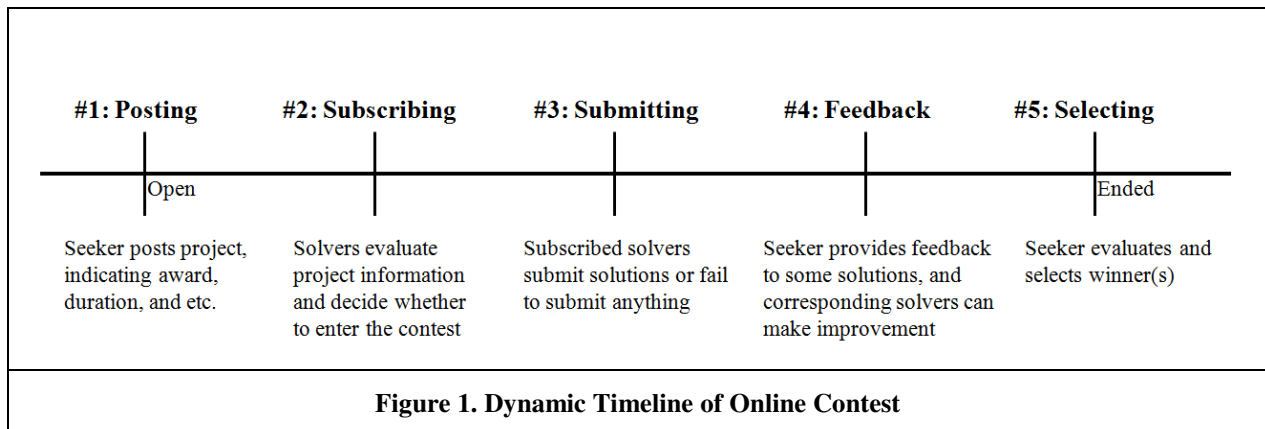 #1: Posting
#2: Subscribing
#3: Submitting
#4: Feedback
#5: Selecting
Open
Ended
Seeker posts project,
indicating award,
duration, and etc.
Solvers evaluate
project information
and decide whether
to enter the contest
Subscribed solvers
submit solutions or fail
to submit anything
Seeker provides feedback
to some solutions, and
corresponding solvers can
make improvement
Seeker evaluates and
selects winner(s)
Figure 1. Dynamic Timeline of Online Contest